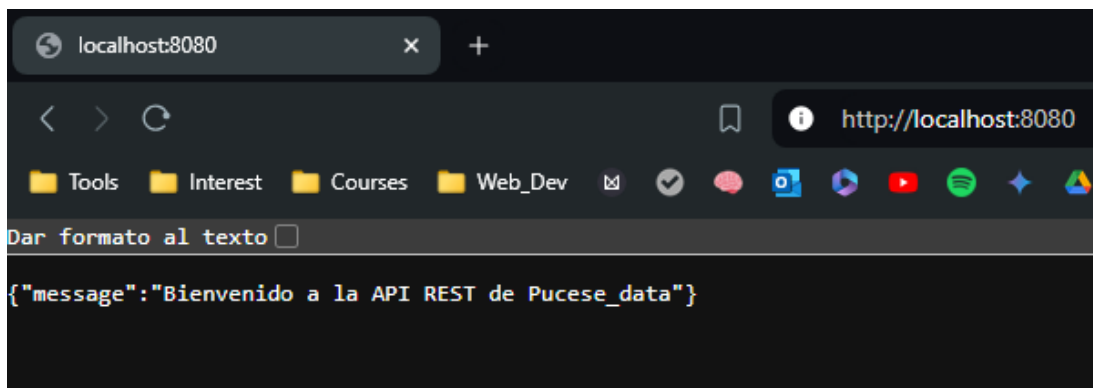 localhost:8080
http://localhost:8080
Tools Interest Courses Web_Dev
Dar formato al texto
{"message":"Bienvenido a la API REST de Pucese_data"}